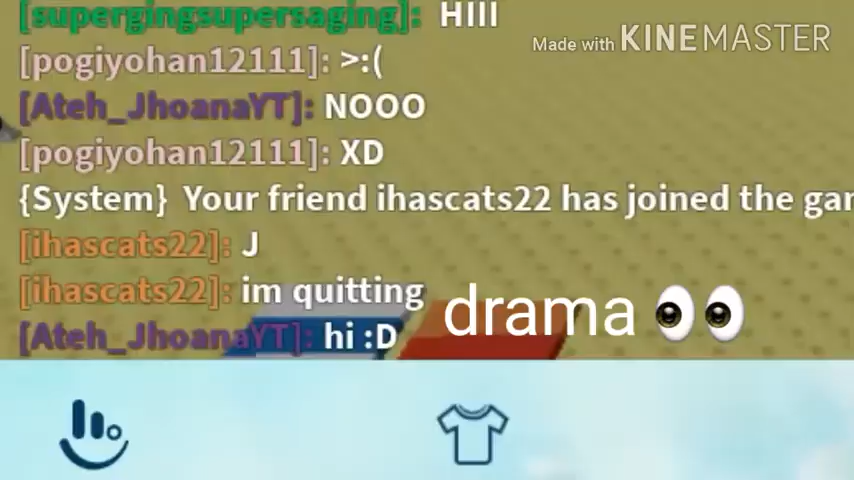 [supergingsupersaging]: HIII
Made with KINEMASTER
[pogiyohan12111]: >:(
[Ateh_JhoanaYT]: NOOO
[pogiyohan12111]: XD
{System} Your friend ihascats22 has joined the gar
[ihascats22]: J
[ihascats22]: im quitting
drama 👀
[Ateh_JhoanaYT]: hi :D